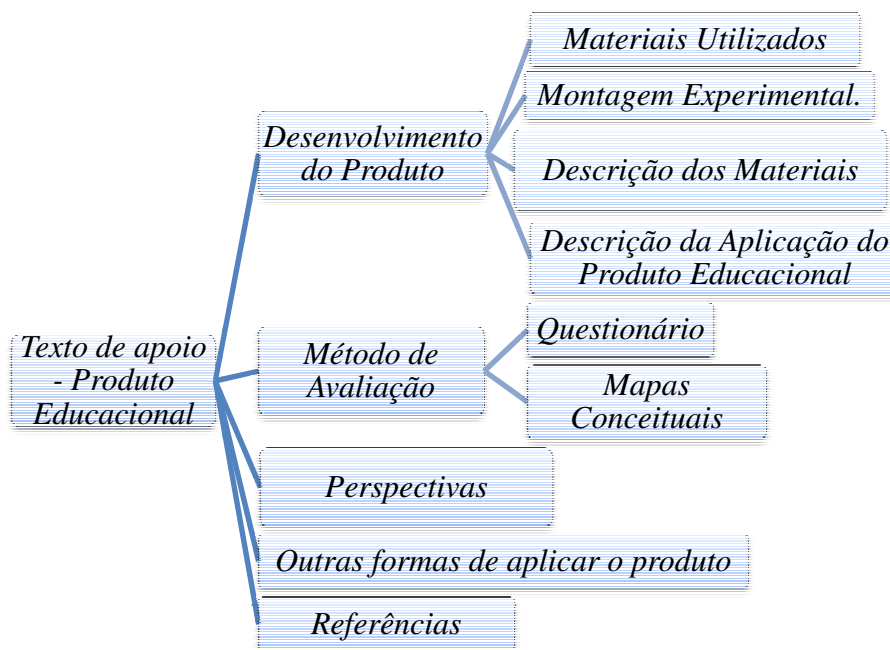 Texto de apoio
- Produto
Educacional
Desenvolvimento
do Produto
Materiais Utilizados
Montagem Experimental.
Descrição dos Materiais
Descrição da Aplicação do
Produto Educacional
Método de
Avaliação
Questionário
Mapas
Conceituais
Perspectivas
Outras formas de aplicar o produto
Referências